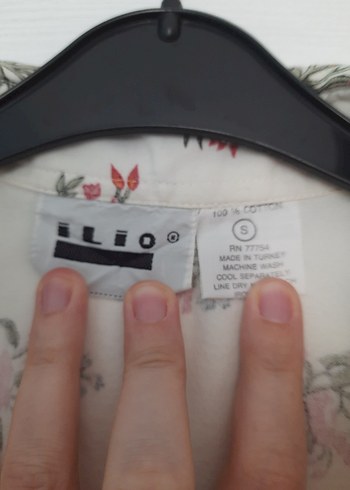 iLiO®
100 % COTTON
S
RN 77754
MADE IN TURKEY
MACHINE WASH
COOL SEPARATELY
LINE DRY